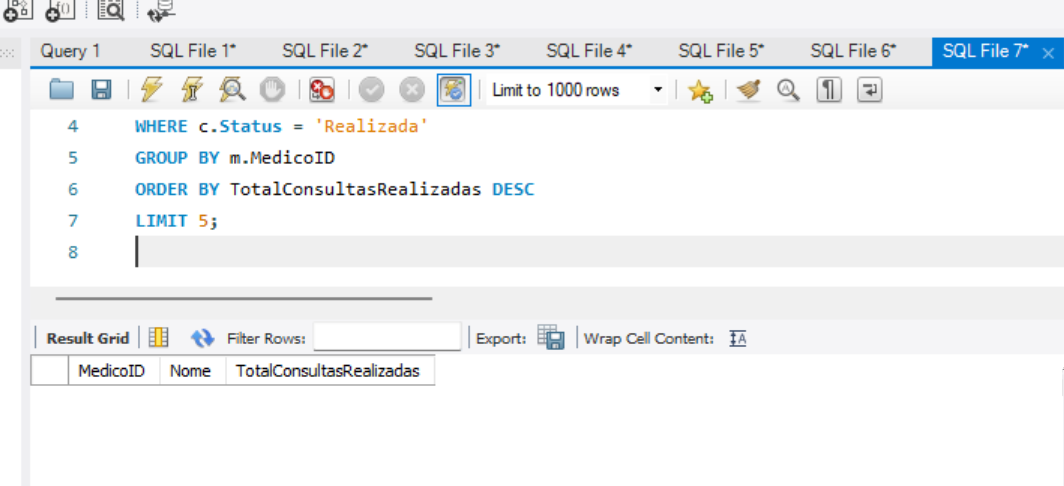 Query 1 SQL File 1* SQL File 2* SQL File 3* SQL File 4* SQL File 5* SQL File 6* SQL File 7*
Limit to 1000 rows
4 WHERE c.Status = 'Realizada'
5 GROUP BY m.MedicoID
6 ORDER BY TotalConsultasRealizadas DESC
7 LIMIT 5;
8
Result Grid Filter Rows: Export: Wrap Cell Content:
MedicoID Nome TotalConsultasRealizadas